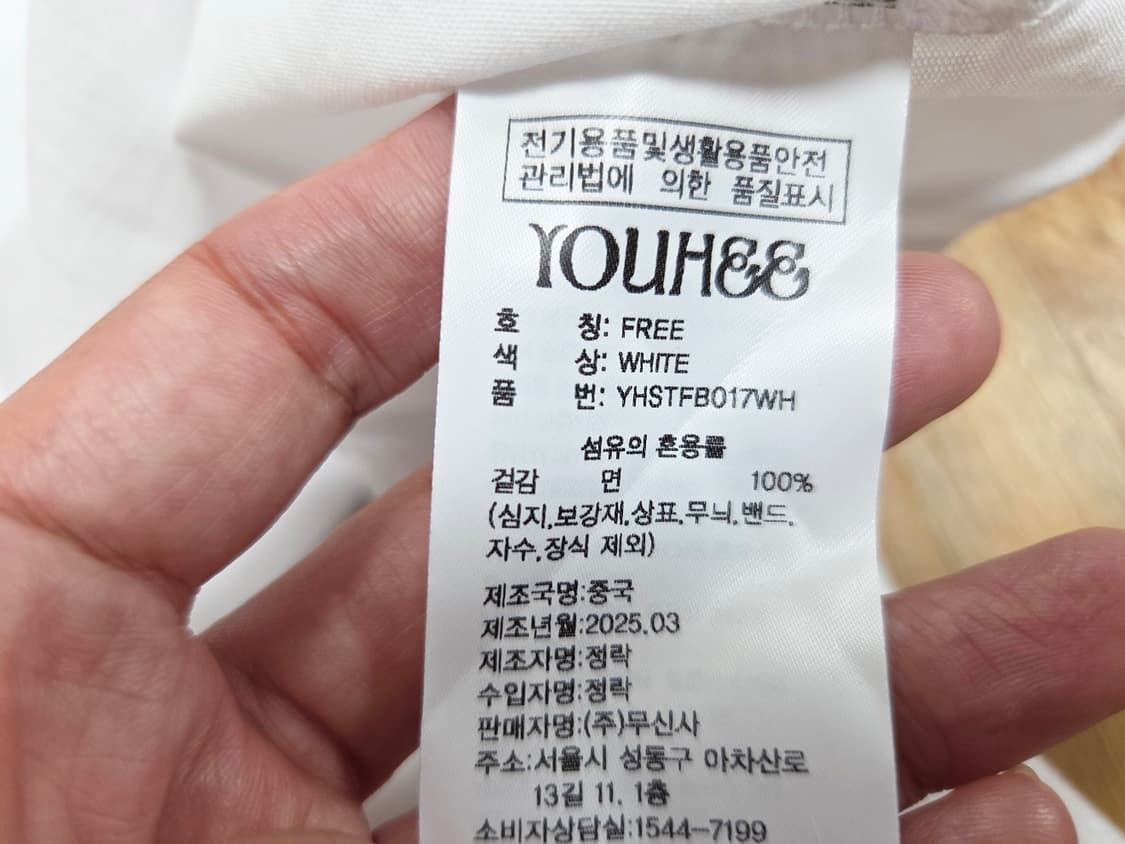 전기용품및생활용품안전
관리법에 의한 품질표시
YOUHEE
호 칭: FREE
색 상: WHITE
품 번: YHSTFB017WH
섬유의 혼용률
겉감 면 100%
(심지,보강재,상표,무늬,밴드,
자수,장식 제외)
제조국명:중국
제조년월:2025.03
제조자명:정락
수입자명:정락
판매자명:(주)무신사
주소:서울시 성동구 아차산로
13길 11, 1층
소비자상담실:1544-7199